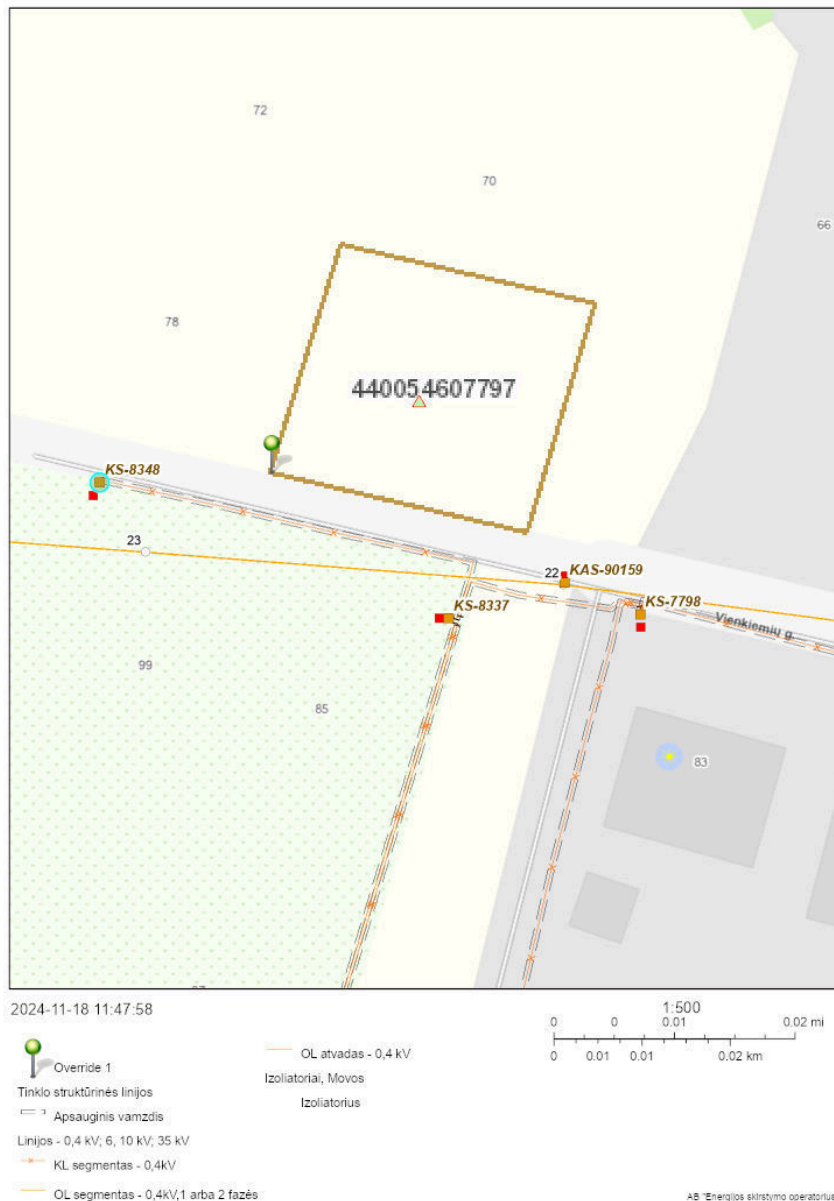 72
70
66
78
440054607797
KS-8348
23
22
KAS-90159
KS-8337
KS-7798
Vienkiemių g.
99
85
83
2024-11-18 11:47:58
1:500
0 0 0.01 0.02 mi
0 0.01 0.01 0.02 km
Override 1
OL atvadas - 0,4 kV
Izoliatoriai, Movos
Tinklo struktūrinės linijos
Izoliatorius
Apsauginis vamzdis
Linijos - 0,4 kV; 6, 10 kV; 35 kV
KL segmentas - 0,4kV
OL segmentas - 0,4kV,1 arba 2 fazės
AB "Energijos skirstymo operatorius